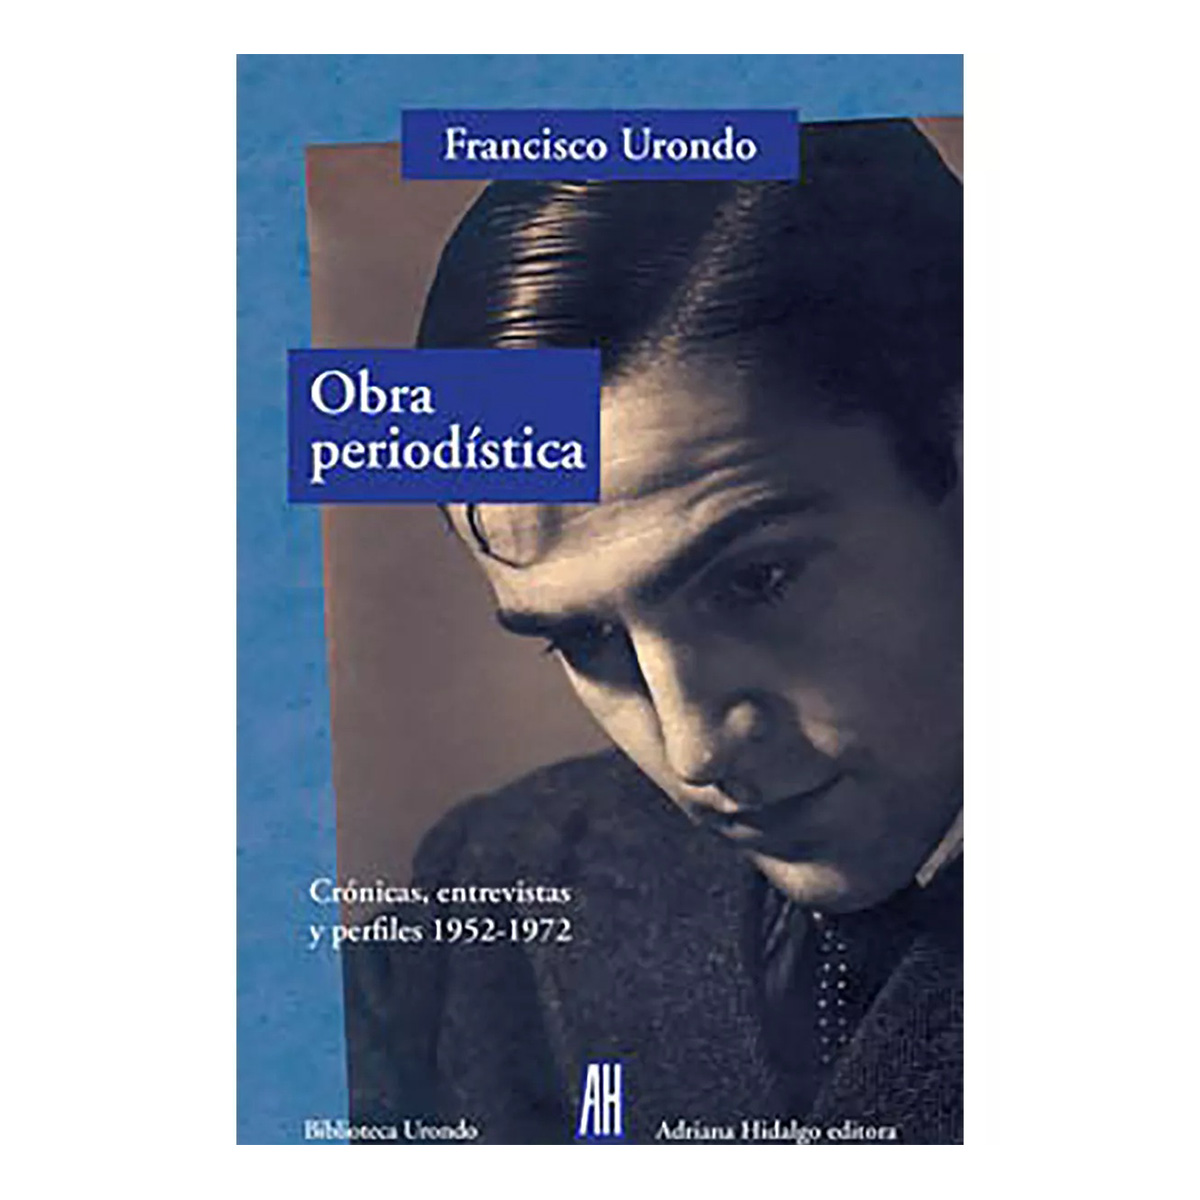 Francisco Urondo
Obra
periodística
Crónicas, entrevistas
y perfiles 1952-1972
AH
Biblioteca Urondo
Adriana Hidalgo editora